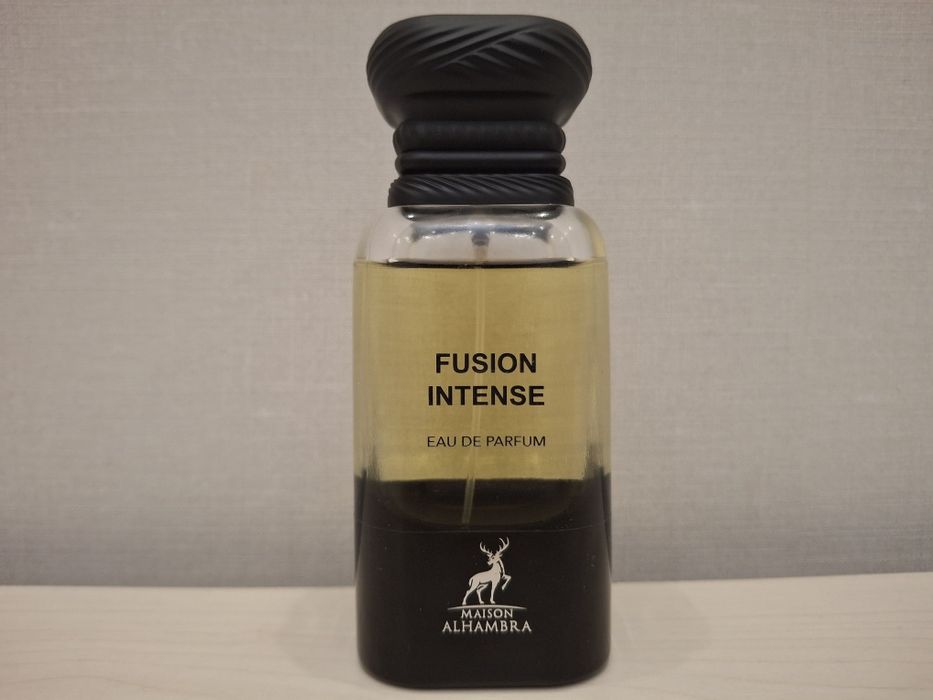 FUSION
INTENSE
EAU DE PARFUM
MAISON
ALHAMBRA